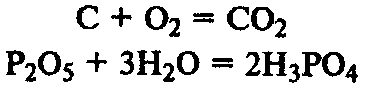 C + O₂ = CO₂
P₂O₅ + 3H₂O = 2H₃PO₄